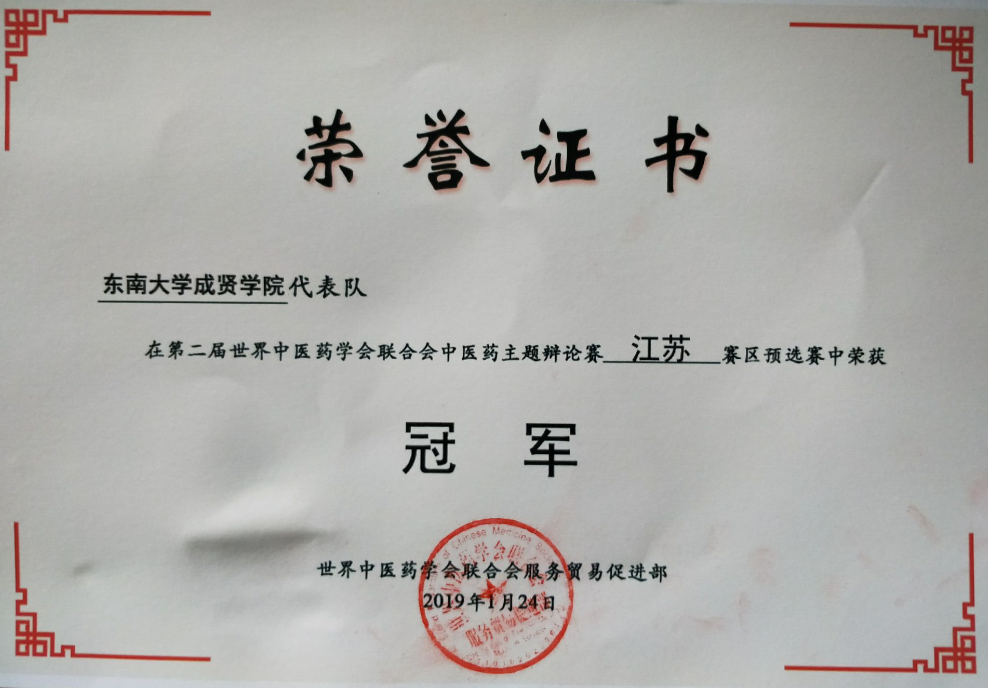 荣誉证书
东南大学成贤学院代表队
在第二届世界中医药学会联合会中医药主题辩论赛 江苏 赛区预选赛中荣获
冠军
世界中医药学会联合会服务贸易促进部
2019年1月24日